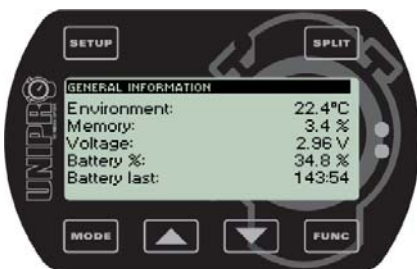 SETUP
SPLIT
UNIPRO
GENERAL INFORMATION
Environment: 22.4°C
Memory: 3.4 %
Voltage: 2.96 V
Battery %: 34.8 %
Battery last: 143:54
MODE
FUNC